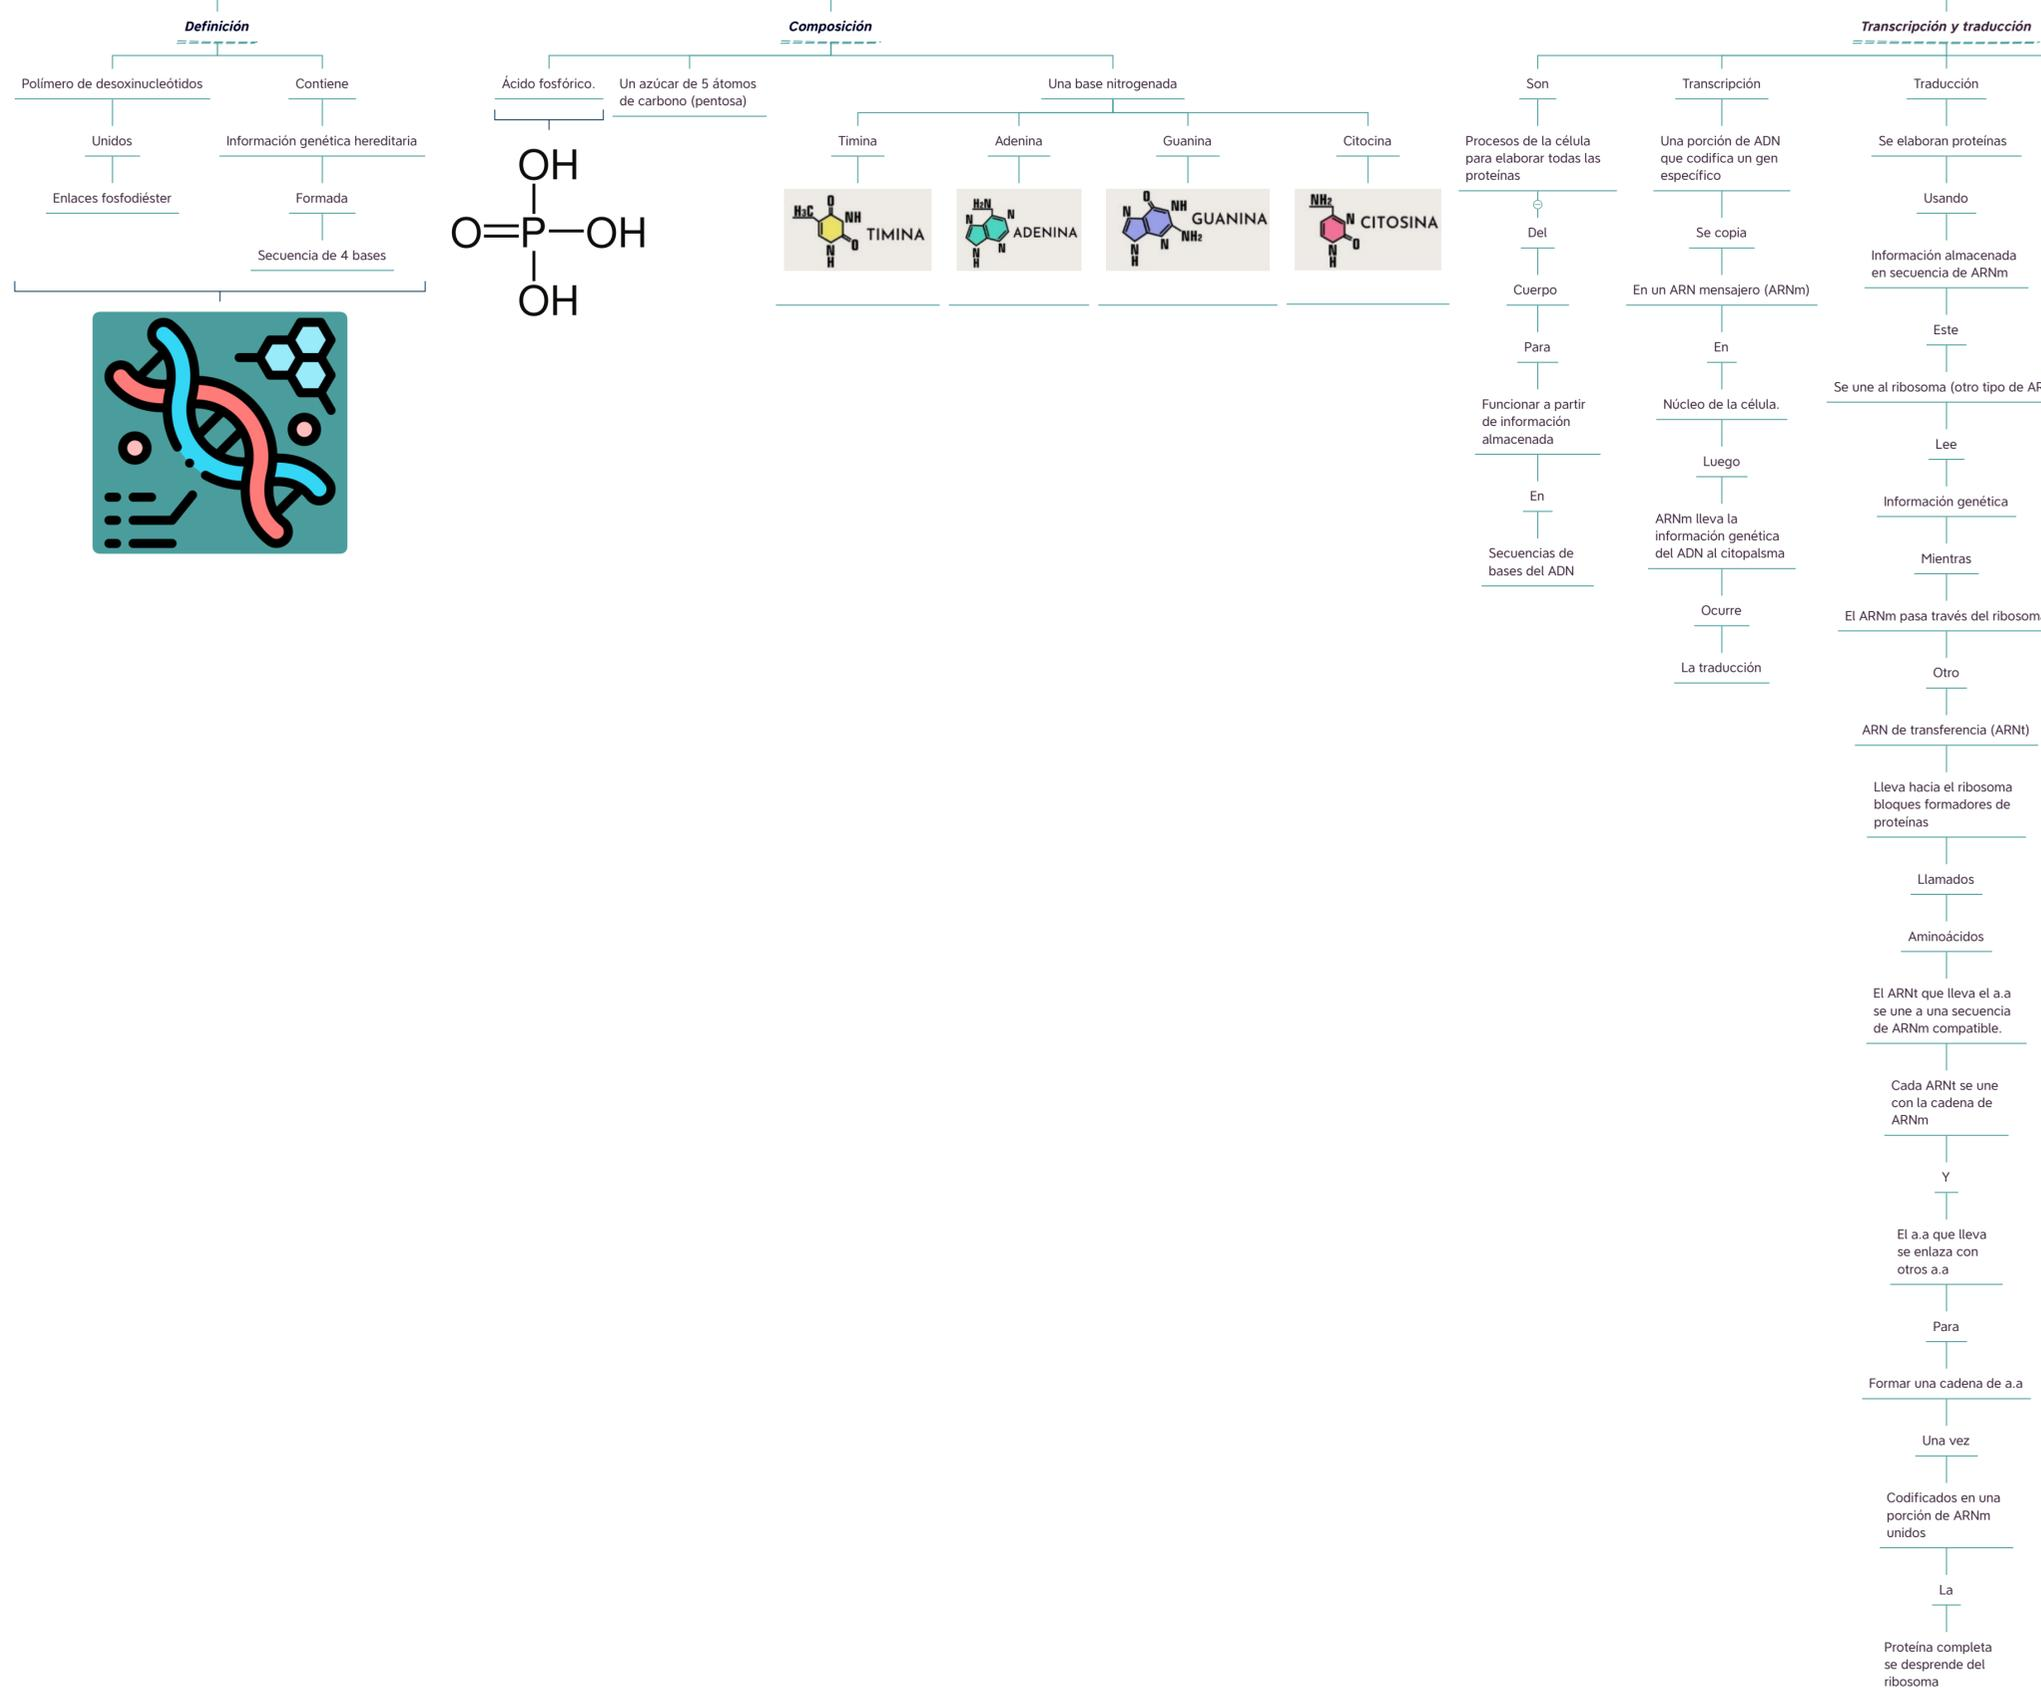 Definición
Polímero de desoxinucleótidos
Unidos
Enlaces fosfodiéster
Contiene
Información genética hereditaria
Formada
Secuencia de 4 bases
Composición
Ácido fosfórico.
OH
O=P—OH
OH
Un azúcar de 5 átomos
de carbono (pentosa)
Una base nitrogenada
Timina
H₃C
O
NH
O
N
H
TIMINA
Adenina
H₂N
N
N
N
N
H
ADENINA
Guanina
O
N
NH
NH₂
N
N
H
GUANINA
Citocina
NH₂
N
O
N
H
CITOSINA
Transcripción y traducción
Son
Procesos de la célula
para elaborar todas las
proteínas
Del
Cuerpo
Para
Funcionar a partir
de información
almacenada
En
Secuencias de
bases del ADN
Transcripción
Una porción de ADN
que codifica un gen
específico
Se copia
En un ARN mensajero (ARNm)
En
Núcleo de la célula.
Luego
ARNm lleva la
información genética
del ADN al citopalsma
Ocurre
La traducción
Traducción
Se elaboran proteínas
Usando
Información almacenada
en secuencia de ARNm
Este
Se une al ribosoma (otro tipo de AR
Lee
Información genética
Mientras
El ARNm pasa través del ribosoma
Otro
ARN de transferencia (ARNt)
Lleva hacia el ribosoma
bloques formadores de
proteínas
Llamados
Aminoácidos
El ARNt que lleva el a.a
se une a una secuencia
de ARNm compatible.
Cada ARNt se une
con la cadena de
ARNm
Y
El a.a que lleva
se enlaza con
otros a.a
Para
Formar una cadena de a.a
Una vez
Codificados en una
porción de ARNm
unidos
La
Proteína completa
se desprende del
ribosoma